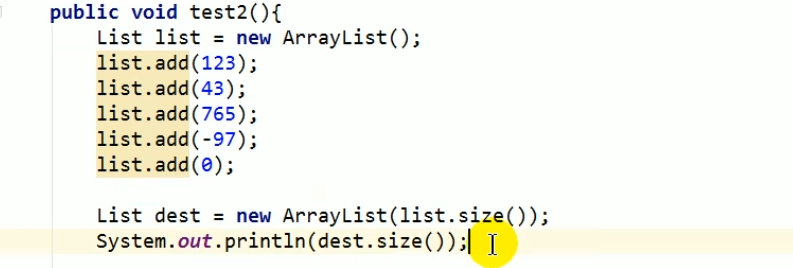 public void test2(){
List list = new ArrayList();
list.add(123);
list.add(43);
list.add(765);
list.add(-97);
list.add(0);
List dest = new ArrayList(list.size());
System.out.println(dest.size());